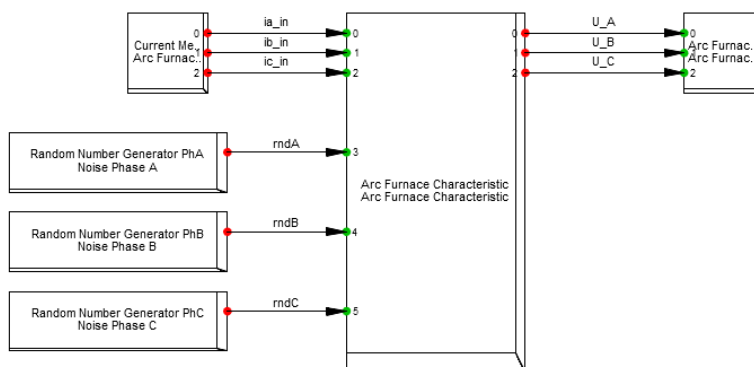 ia_in
U_A
0
0
0
0
Current Me..
Arc Furnac..
ib_in
U_B
1
1
1
Arc Furnac..
Arc Furnac..
ic_in
U_C
2
2
2
2
rndA
3
Random Number Generator PhA
Noise Phase A
Arc Furnace Characteristic
Arc Furnace Characteristic
rndB
4
Random Number Generator PhB
Noise Phase B
rndC
5
Random Number Generator PhC
Noise Phase C